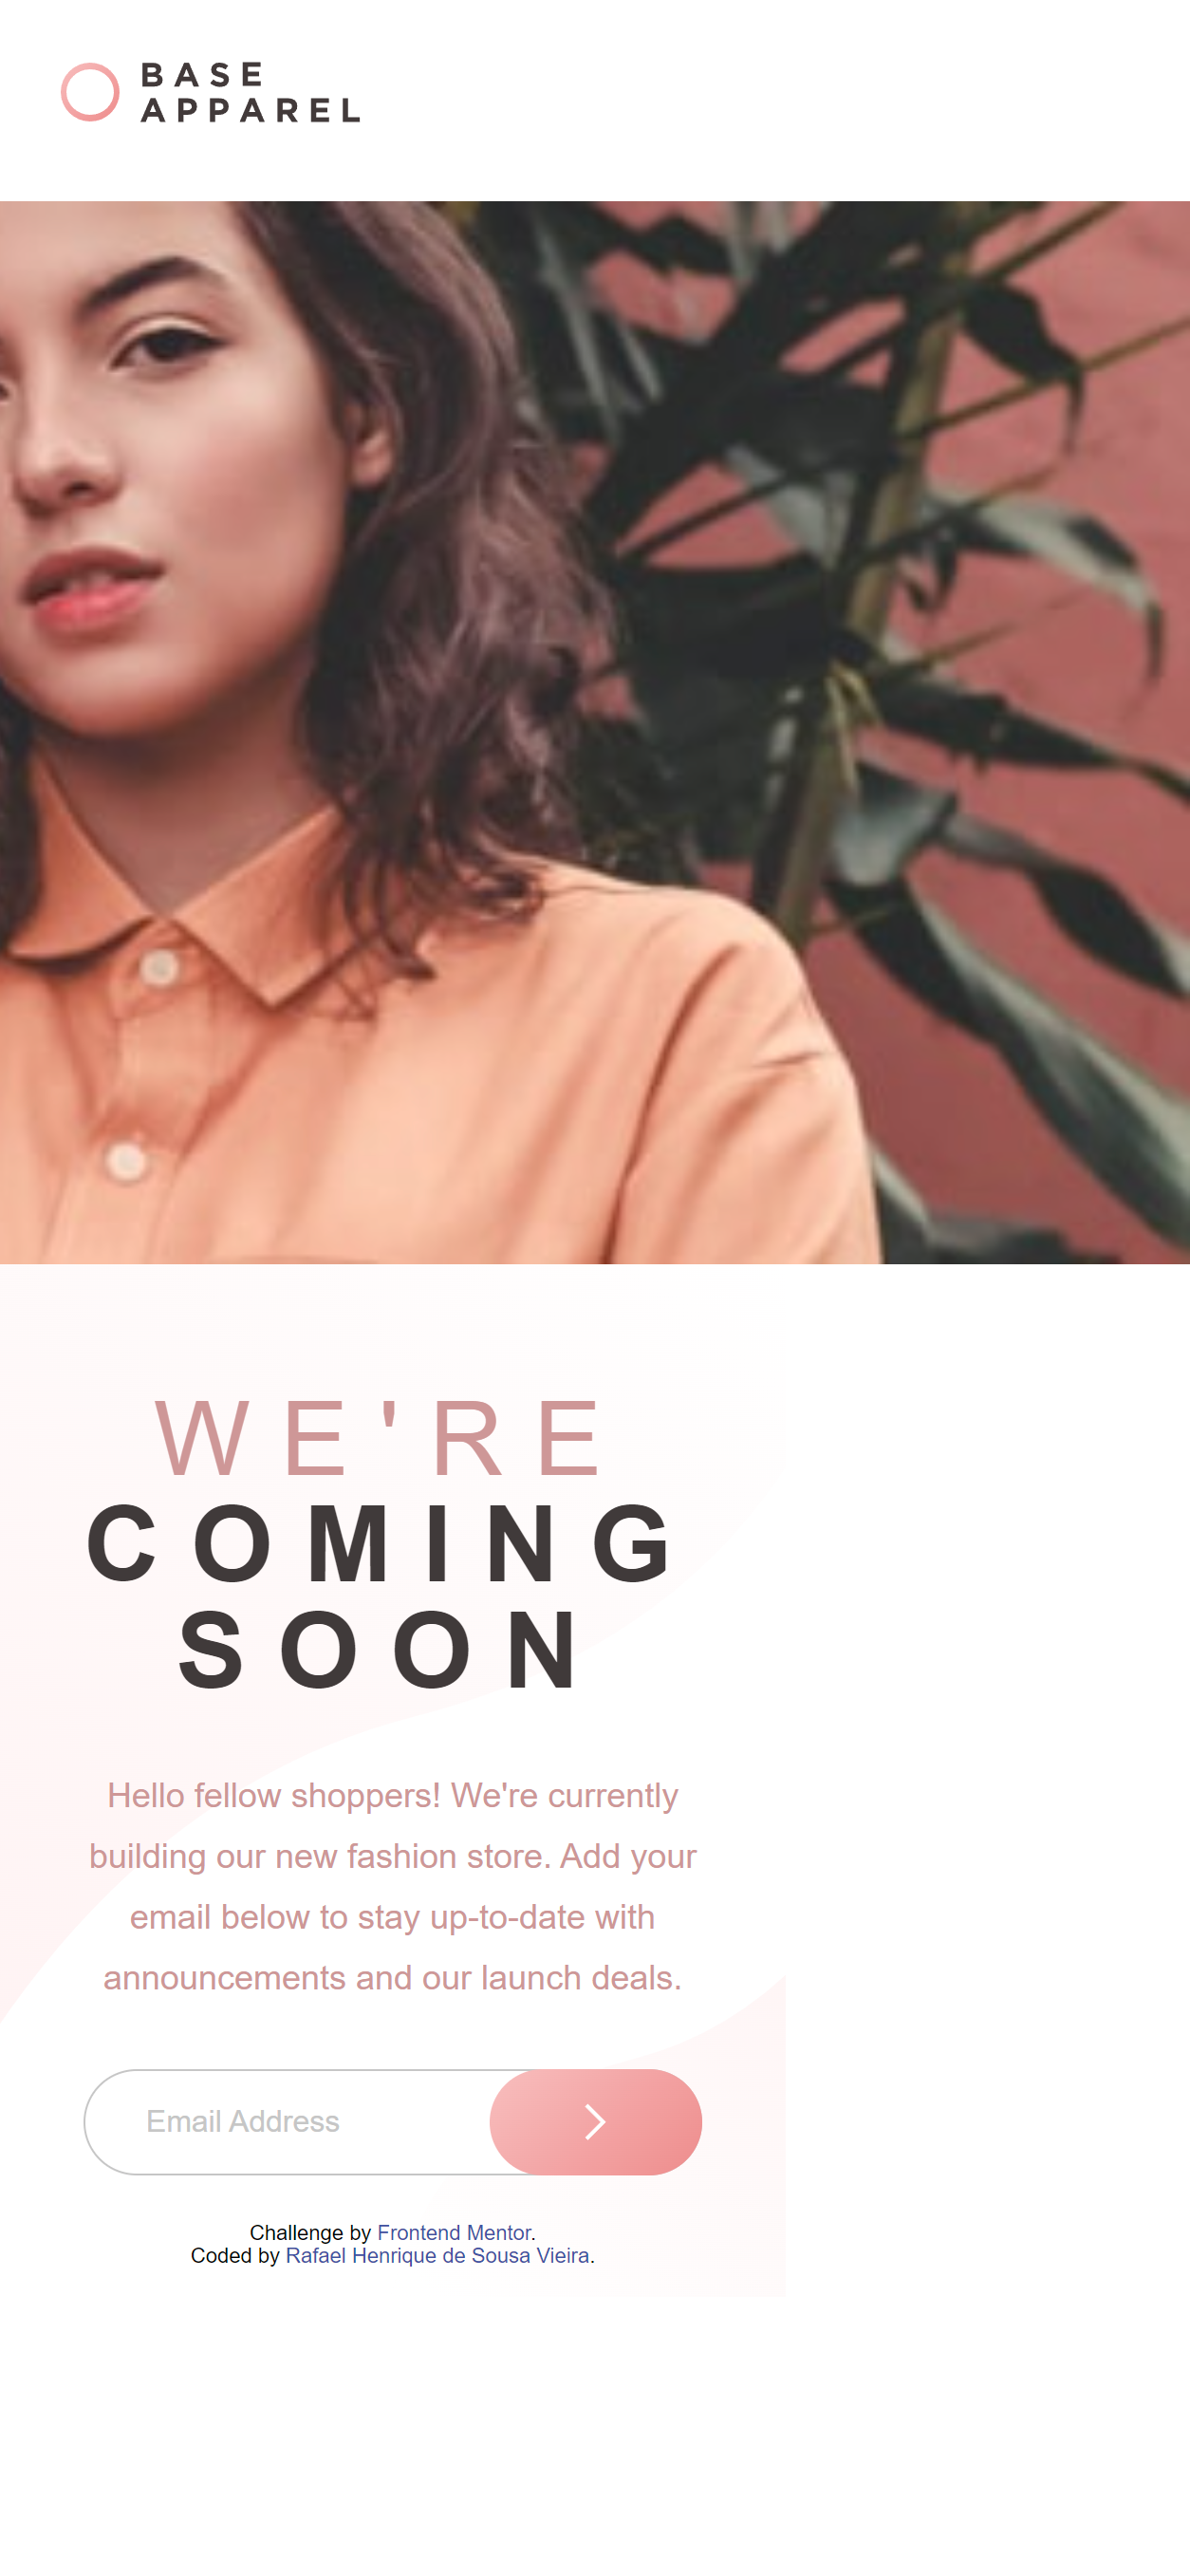 BASE
APPAREL
WE'RE
COMING
SOON
Hello fellow shoppers! We're currently
building our new fashion store. Add your
email below to stay up-to-date with
announcements and our launch deals.
Email Address
Challenge by Frontend Mentor.
Coded by Rafael Henrique de Sousa Vieira.